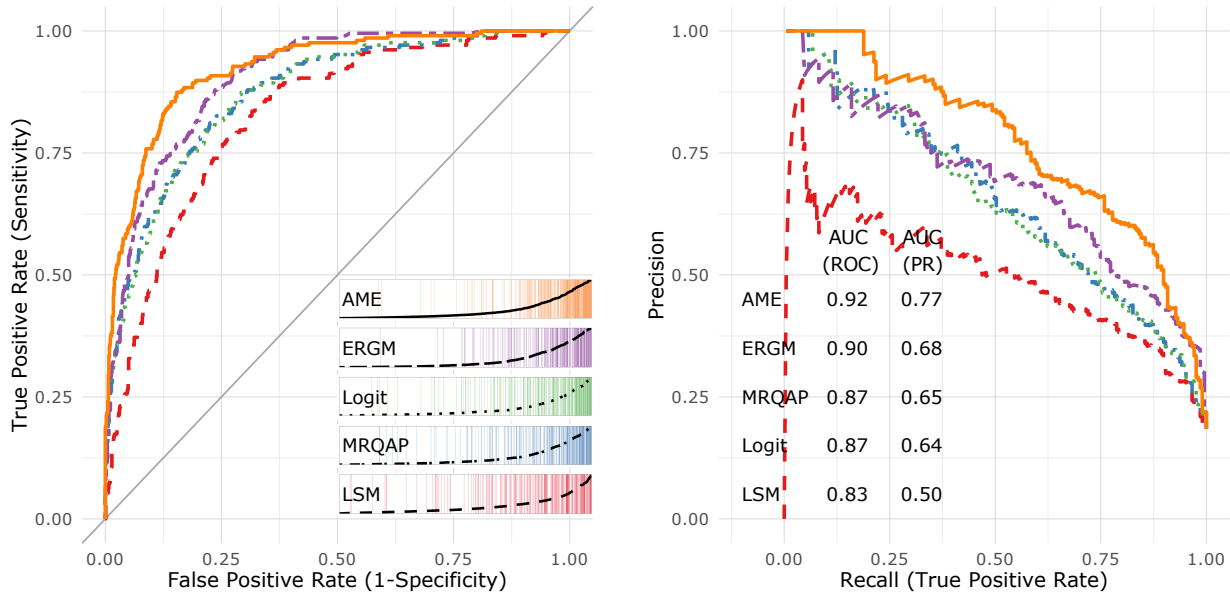 1.00
0.75
0.50
0.25
0.00
True Positive Rate (Sensitivity)
AME
ERGM
Logit
MRQAP
LSM
0.00 0.25 0.50 0.75 1.00
False Positive Rate (1-Specificity)
1.00
0.75
0.50
0.25
0.00
Precision
AUC AUC
(ROC) (PR)
AME 0.92 0.77
ERGM 0.90 0.68
MRQAP 0.87 0.65
Logit 0.87 0.64
LSM 0.83 0.50
0.00 0.25 0.50 0.75 1.00
Recall (True Positive Rate)